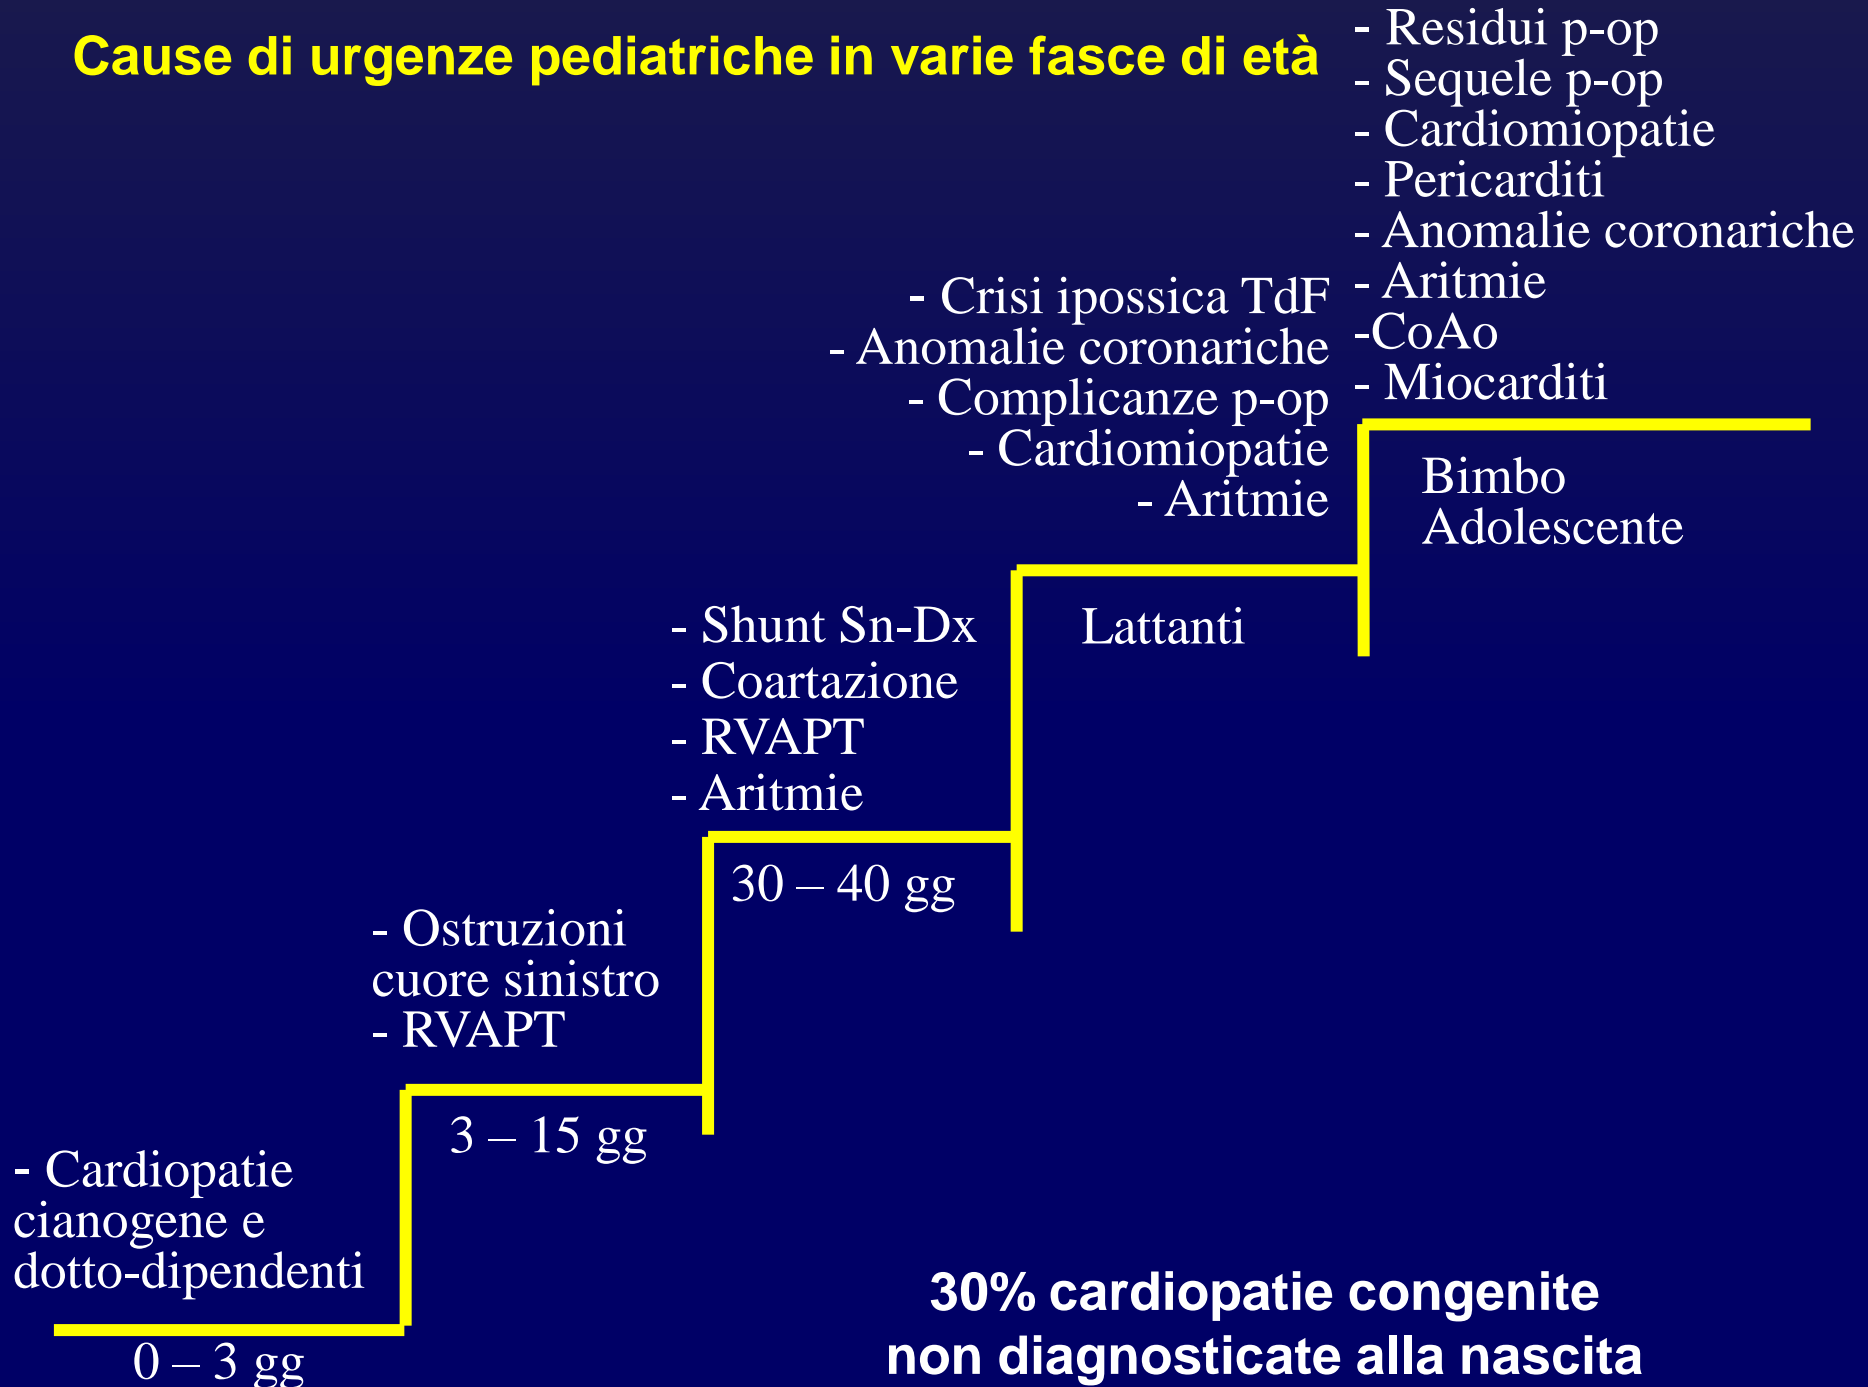 Cause di urgenze pediatriche in varie fasce di età
- Residui p-op
- Sequele p-op
- Cardiomiopatie
- Pericarditi
- Anomalie coronariche
- Aritmie
-CoAo
- Miocarditi
Bimbo
Adolescente
- Crisi ipossica TdF
- Anomalie coronariche
- Complicanze p-op
- Cardiomiopatie
- Aritmie
Lattanti
- Shunt Sn-Dx
- Coartazione
- RVAPT
- Aritmie
30 – 40 gg
- Ostruzioni
cuore sinistro
- RVAPT
3 – 15 gg
- Cardiopatie
cianogene e
dotto-dipendenti
0 – 3 gg
30% cardiopatie congenite
non diagnosticate alla nascita